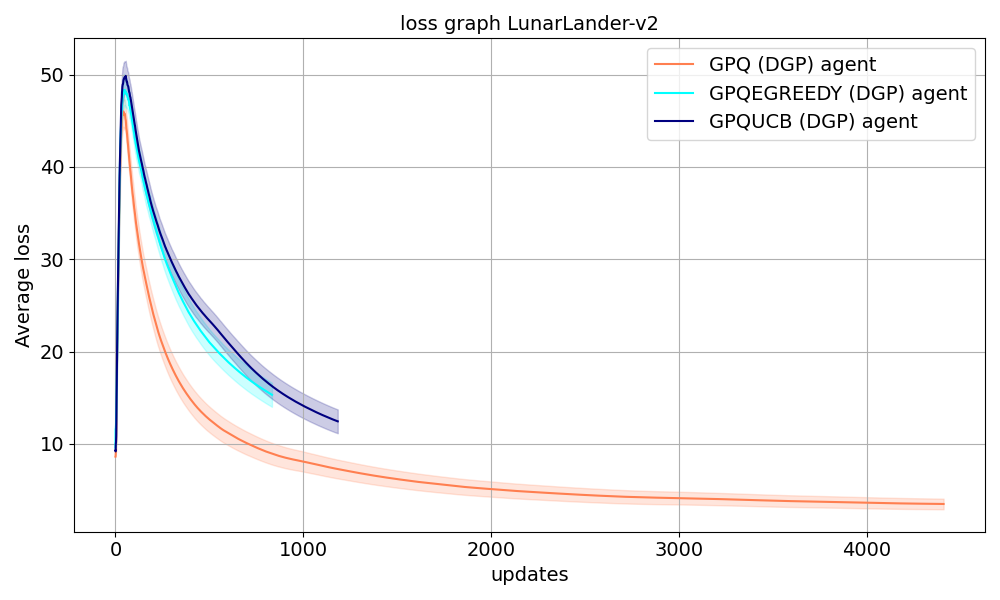 loss graph LunarLander-v2
GPQ (DGP) agent
GPQEGREEDY (DGP) agent
GPQUCB (DGP) agent
Average loss
50
40
30
20
10
0
1000
2000
3000
4000
updates